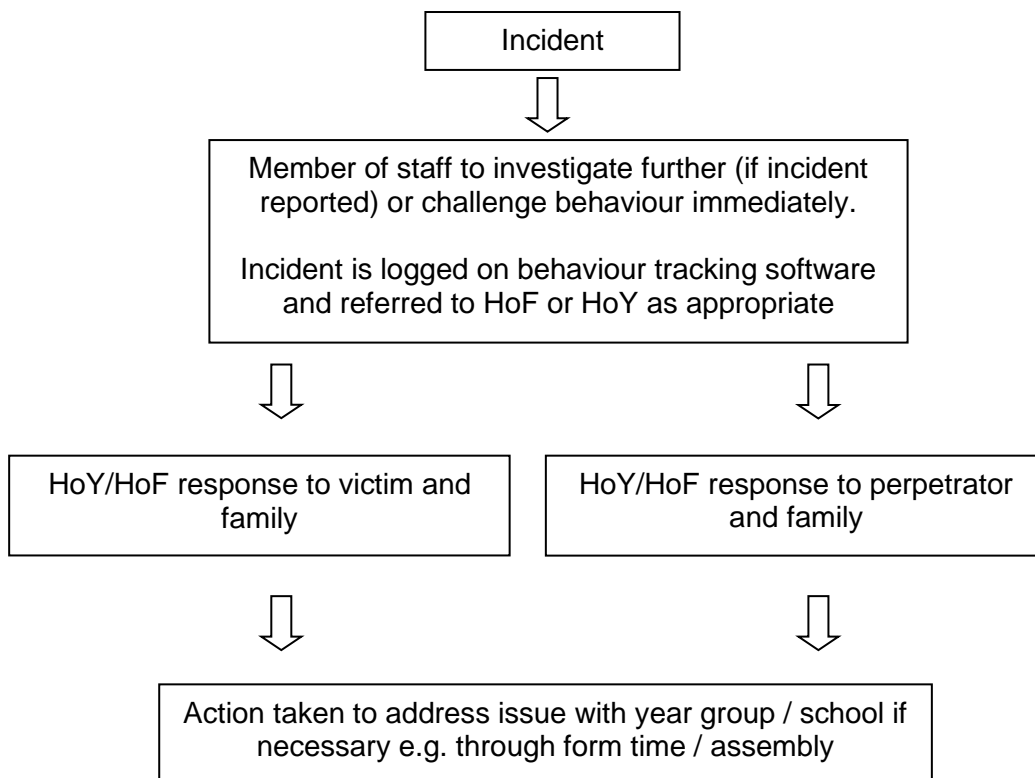 Incident
Member of staff to investigate further (if incident
reported) or challenge behaviour immediately.
Incident is logged on behaviour tracking software
and referred to HoF or HoY as appropriate
HoY/HoF response to victim and
family
HoY/HoF response to perpetrator
and family
Action taken to address issue with year group / school if
necessary e.g. through form time / assembly